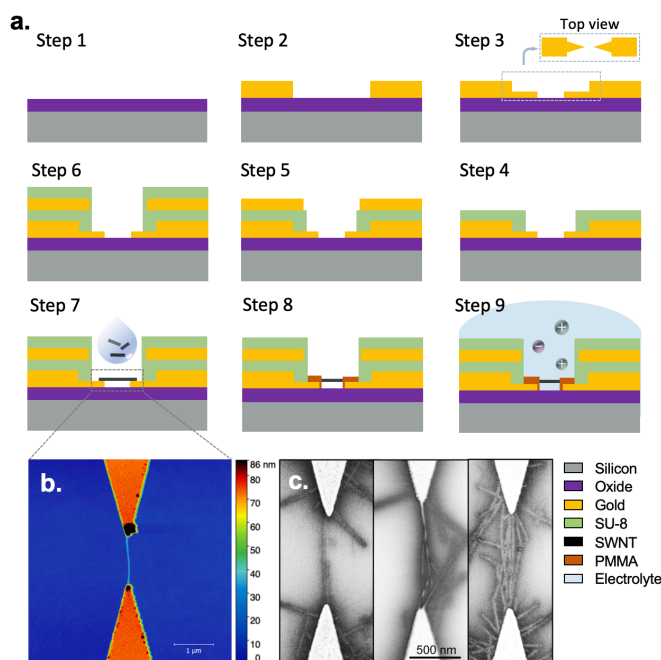 a.
Step 1
Step 2
Step 3
Top view
Step 6
Step 5
Step 4
Step 7
Step 8
Step 9
+
−
+
b.
86 nm
80
70
60
50
40
30
20
10
0
1 µm
c.
500 nm
Silicon
Oxide
Gold
SU-8
SWNT
PMMA
Electrolyte